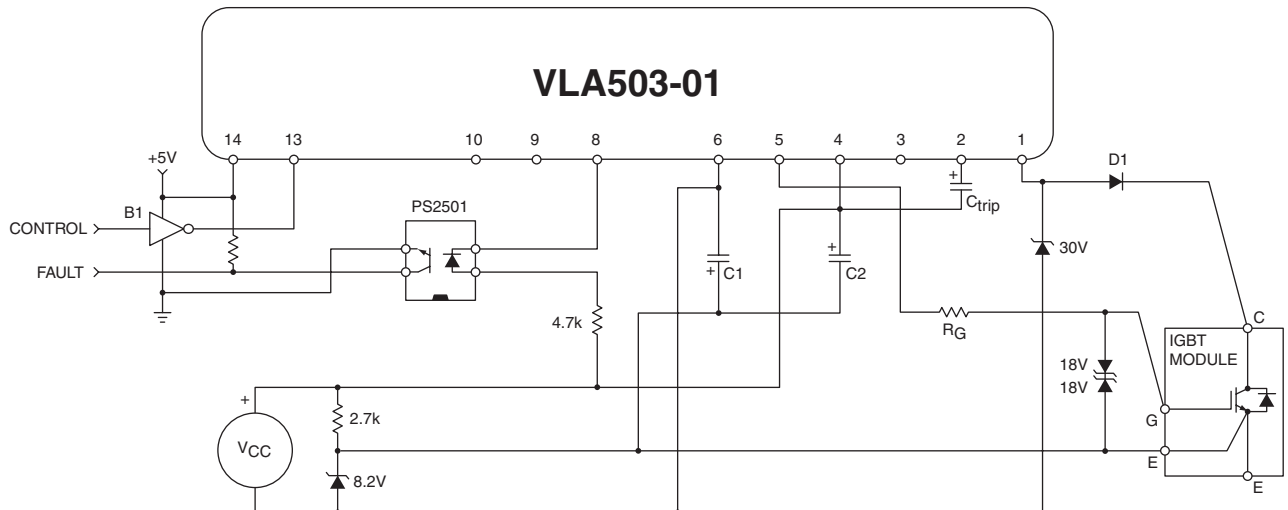 VLA503-01
14 13 10 9 8 6 5 4 3 2 1
+5V
D1
+
Ctrip
B1
PS2501
CONTROL
30V
+
C2
+
C1
FAULT
4.7k
RG
C
IGBT
MODULE
18V
18V
+
2.7k
G
VCC
E
8.2V
E